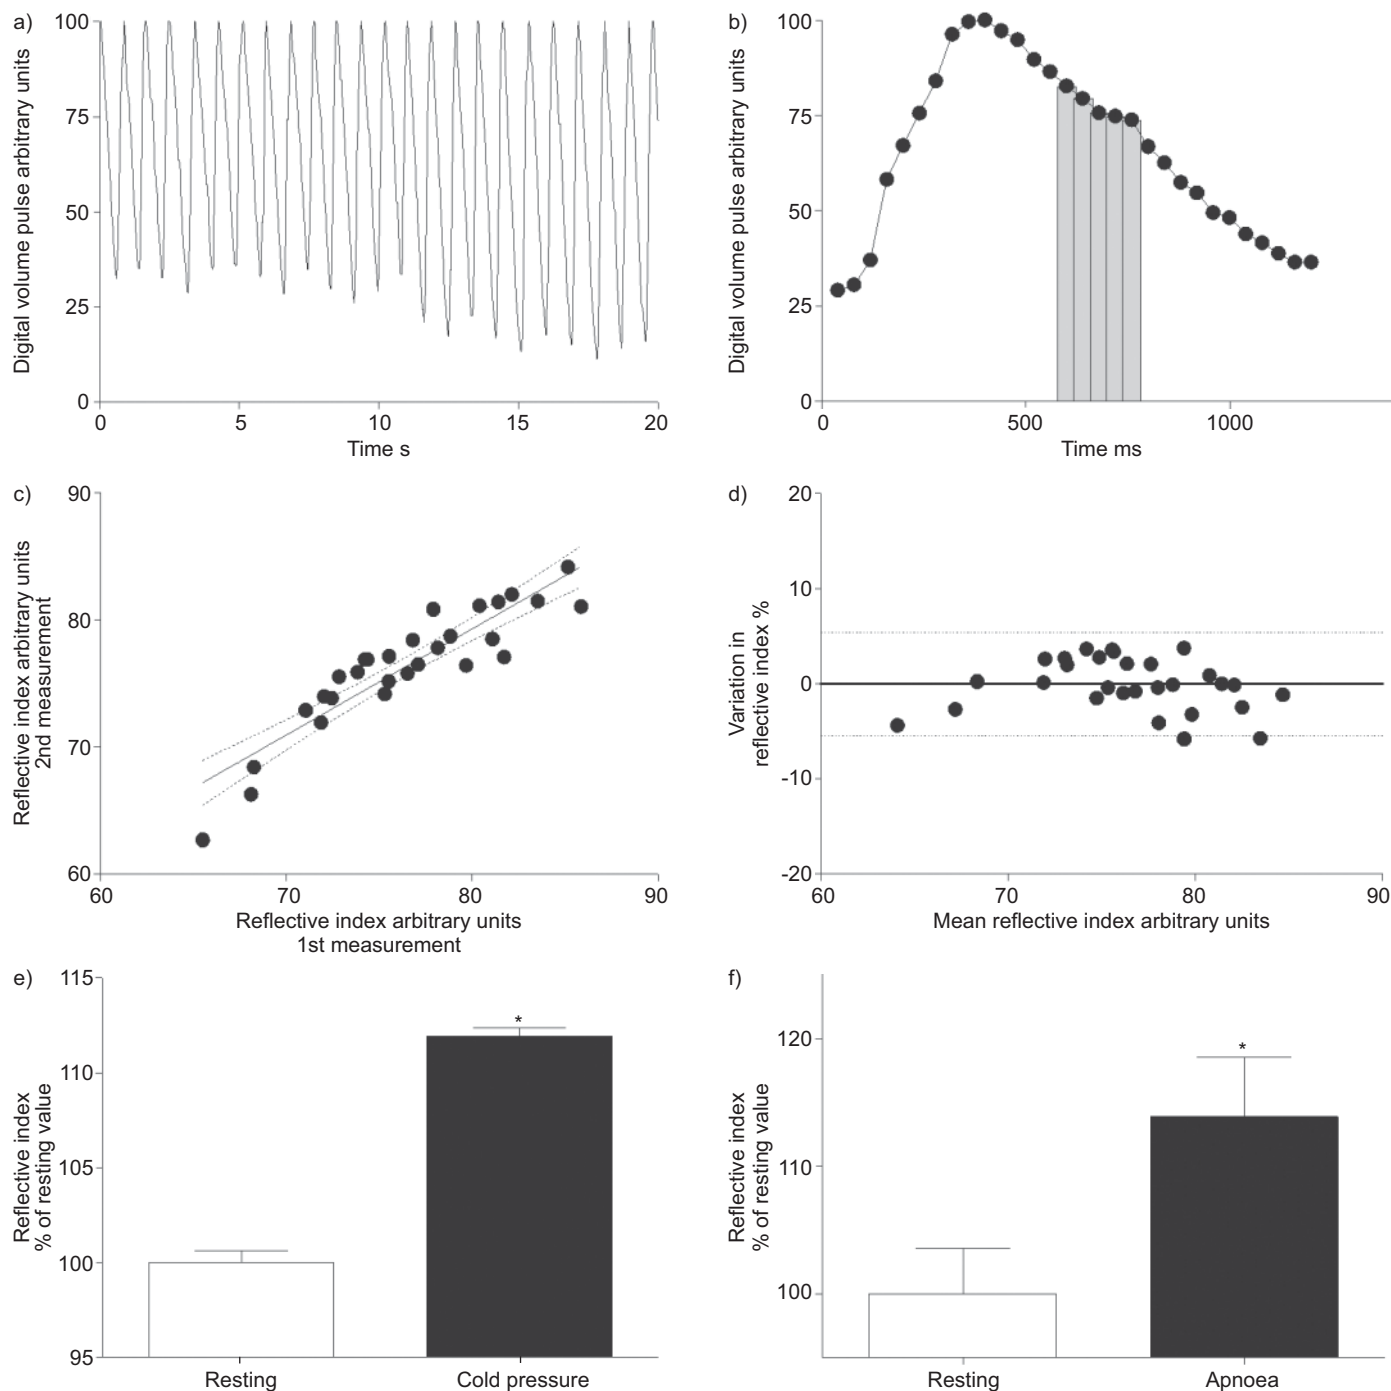 a)
Digital volume pulse arbitrary units
100
75
50
25
0
0 5 10 15 20
Time s
b)
Digital volume pulse arbitrary units
100
75
50
25
0
0 500 1000
Time ms
c)
Reflective index arbitrary units
2nd measurement
90
80
70
60
60 70 80 90
Reflective index arbitrary units
1st measurement
d)
Variation in
reflective index %
20
10
0
-10
-20
60 70 80 90
Mean reflective index arbitrary units
e)
Reflective index
% of resting value
115
110
105
100
95
*
Resting Cold pressure
f)
Reflective index
% of resting value
120
110
100
*
Resting Apnoea